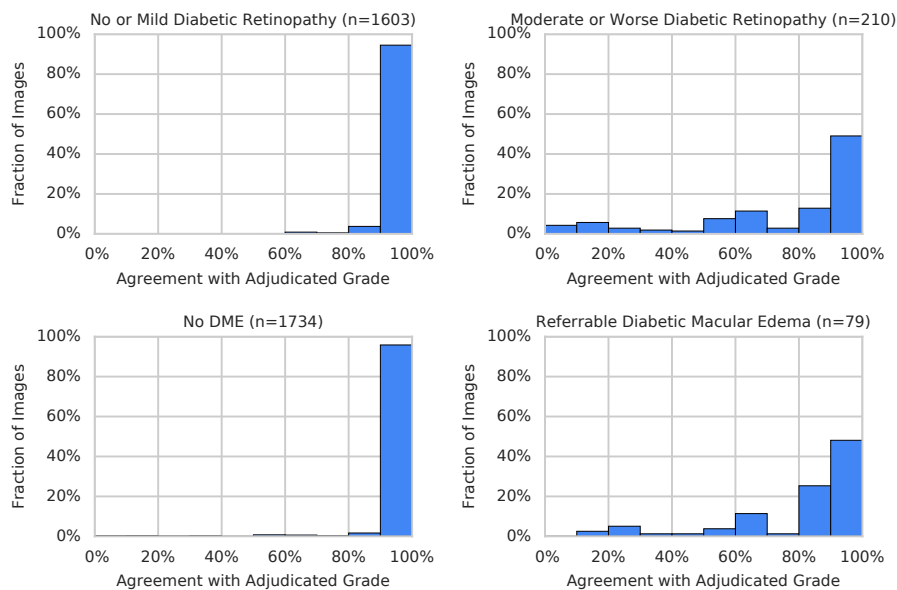 No or Mild Diabetic Retinopathy (n=1603)
100%
80%
60%
40%
20%
0%
Fraction of Images
0% 20% 40% 60% 80% 100%
Agreement with Adjudicated Grade
Moderate or Worse Diabetic Retinopathy (n=210)
100%
80%
60%
40%
20%
0%
Fraction of Images
0% 20% 40% 60% 80% 100%
Agreement with Adjudicated Grade
No DME (n=1734)
100%
80%
60%
40%
20%
0%
Fraction of Images
0% 20% 40% 60% 80% 100%
Agreement with Adjudicated Grade
Referrable Diabetic Macular Edema (n=79)
100%
80%
60%
40%
20%
0%
Fraction of Images
0% 20% 40% 60% 80% 100%
Agreement with Adjudicated Grade